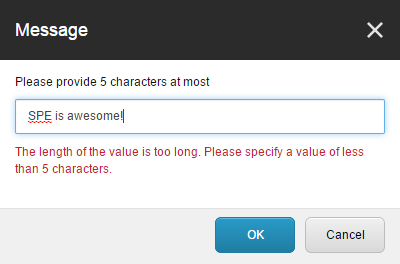 Message
Please provide 5 characters at most
SPE is awesome!
The length of the value is too long. Please specify a value of less
than 5 characters.
OK
Cancel